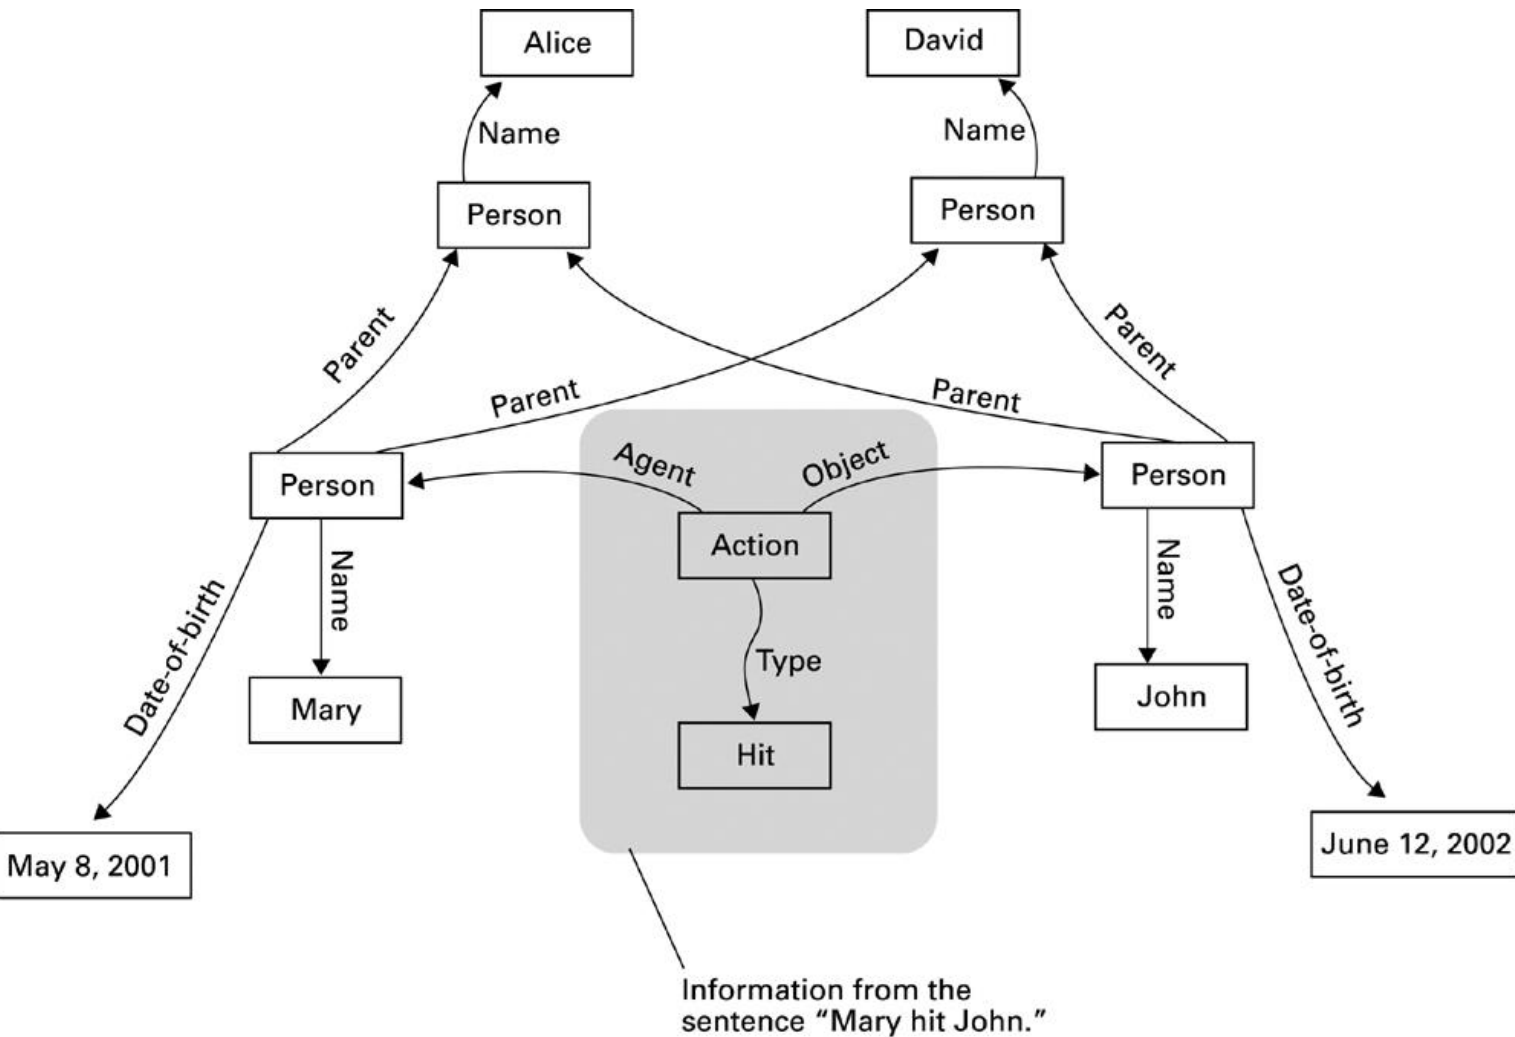 Alice
David
Name
Name
Person
Person
Parent
Parent
Parent
Parent
Agent
Object
Person
Person
Action
Name
Name
Date-of-birth
Date-of-birth
Type
Mary
John
Hit
May 8, 2001
June 12, 2002
Information from the
sentence “Mary hit John.”